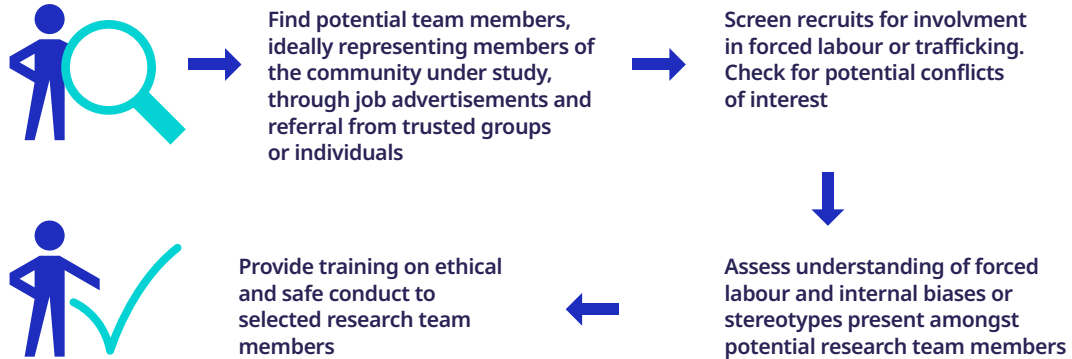 Find potential team members,
ideally representing members of
the community under study,
through job advertisements and
referral from trusted groups
or individuals
Screen recruits for involvment
in forced labour or trafficking.
Check for potential conflicts
of interest
Assess understanding of forced
labour and internal biases or
stereotypes present amongst
potential research team members
Provide training on ethical
and safe conduct to
selected research team
members